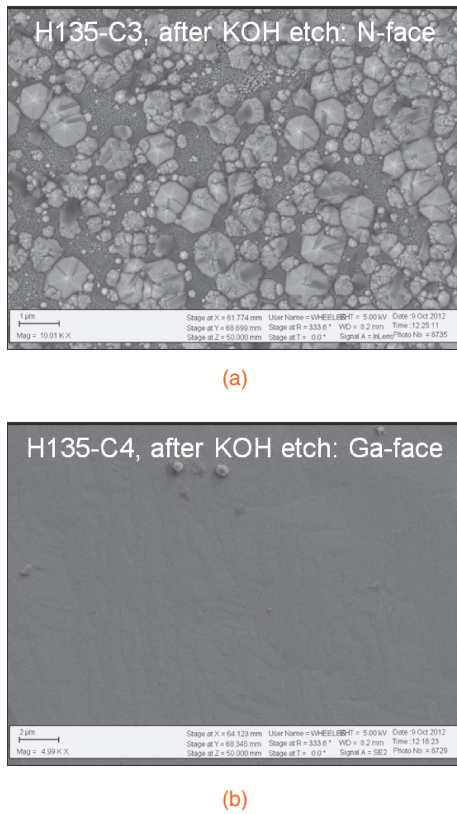 H135-C3, after KOH etch: N-face
1 µm
Mag = 10.01 K X
Stage at X = 61.774 mm
Stage at Y = 68.699 mm
Stage at Z = 50.000 mm
User Name = WHEELER
Stage at R = 333.6 °
Stage at T = 0.0 °
EHT = 5.00 kV
WD = 8.2 mm
Signal A = InLens
Date :9 Oct 2012
Time :12:25:11
Photo No. = 8735
(a)
H135-C4, after KOH etch: Ga-face
2 µm
Mag = 4.99 K X
Stage at X = 64.123 mm
Stage at Y = 68.346 mm
Stage at Z = 50.000 mm
User Name = WHEELER
Stage at R = 333.6 °
Stage at T = 0.0 °
EHT = 5.00 kV
WD = 8.2 mm
Signal A = SE2
Date :9 Oct 2012
Time :12:16:23
Photo No. = 8729
(b)